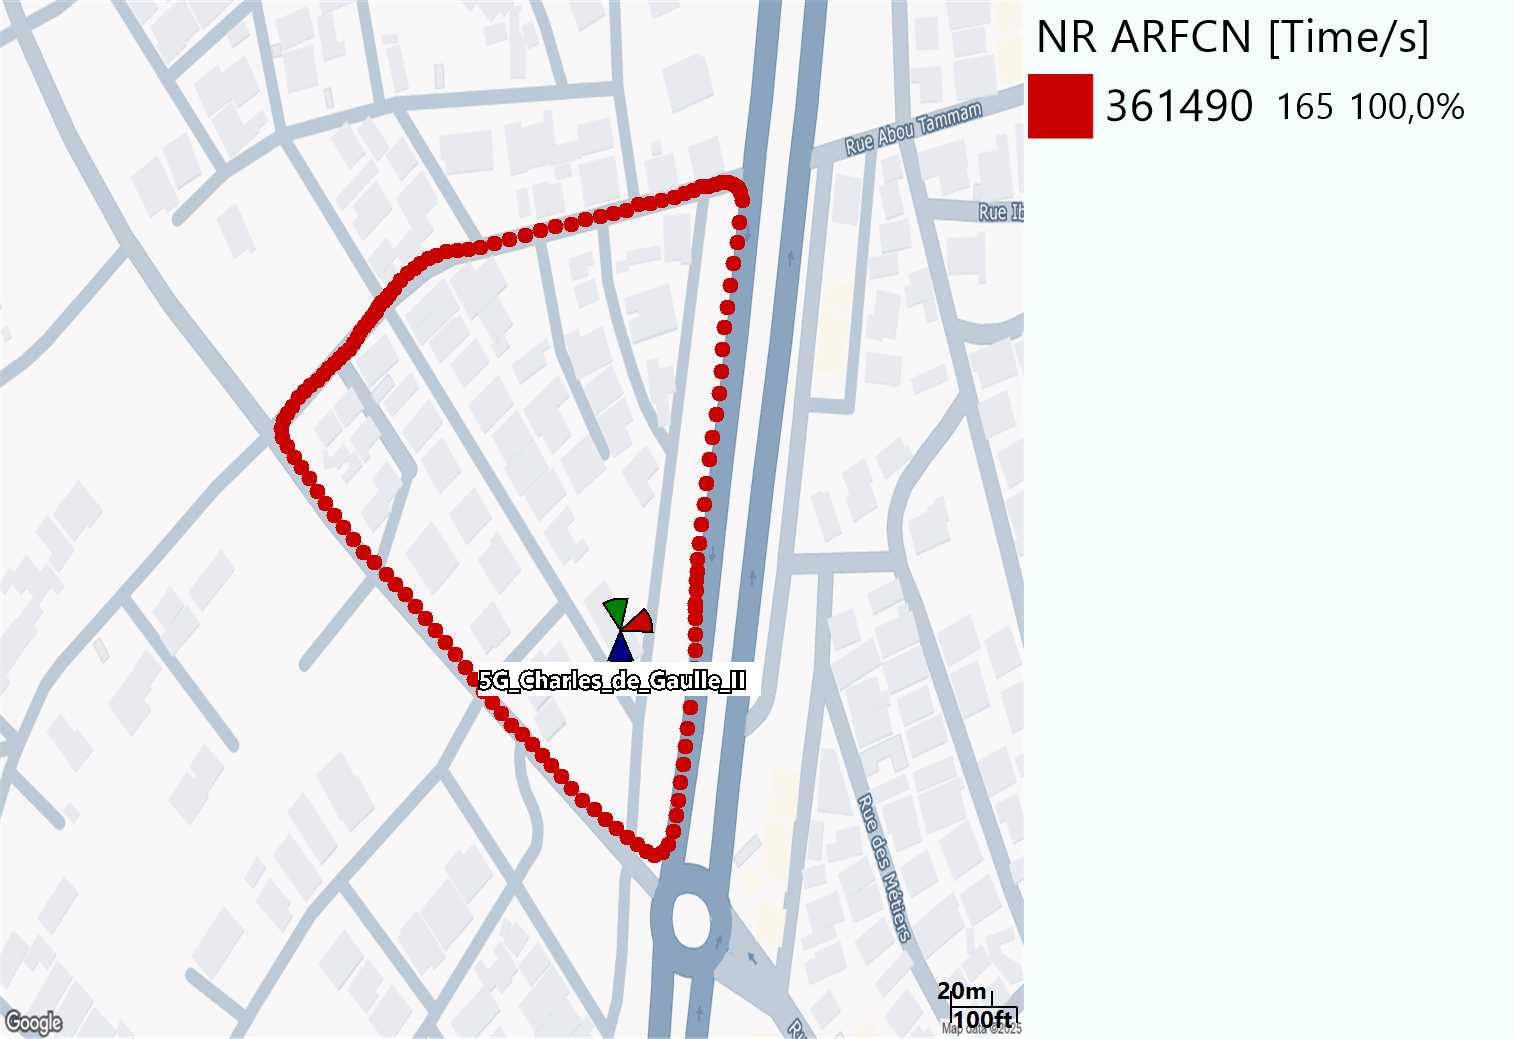 NR ARFCN [Time/s]
361490 165 100,0%
Rue Abou Tammam
Rue Ib
5G_Charles_de_Gaulle_II
Rue des Métiers
20m
100ft
Google
Map data ©2025
Ru